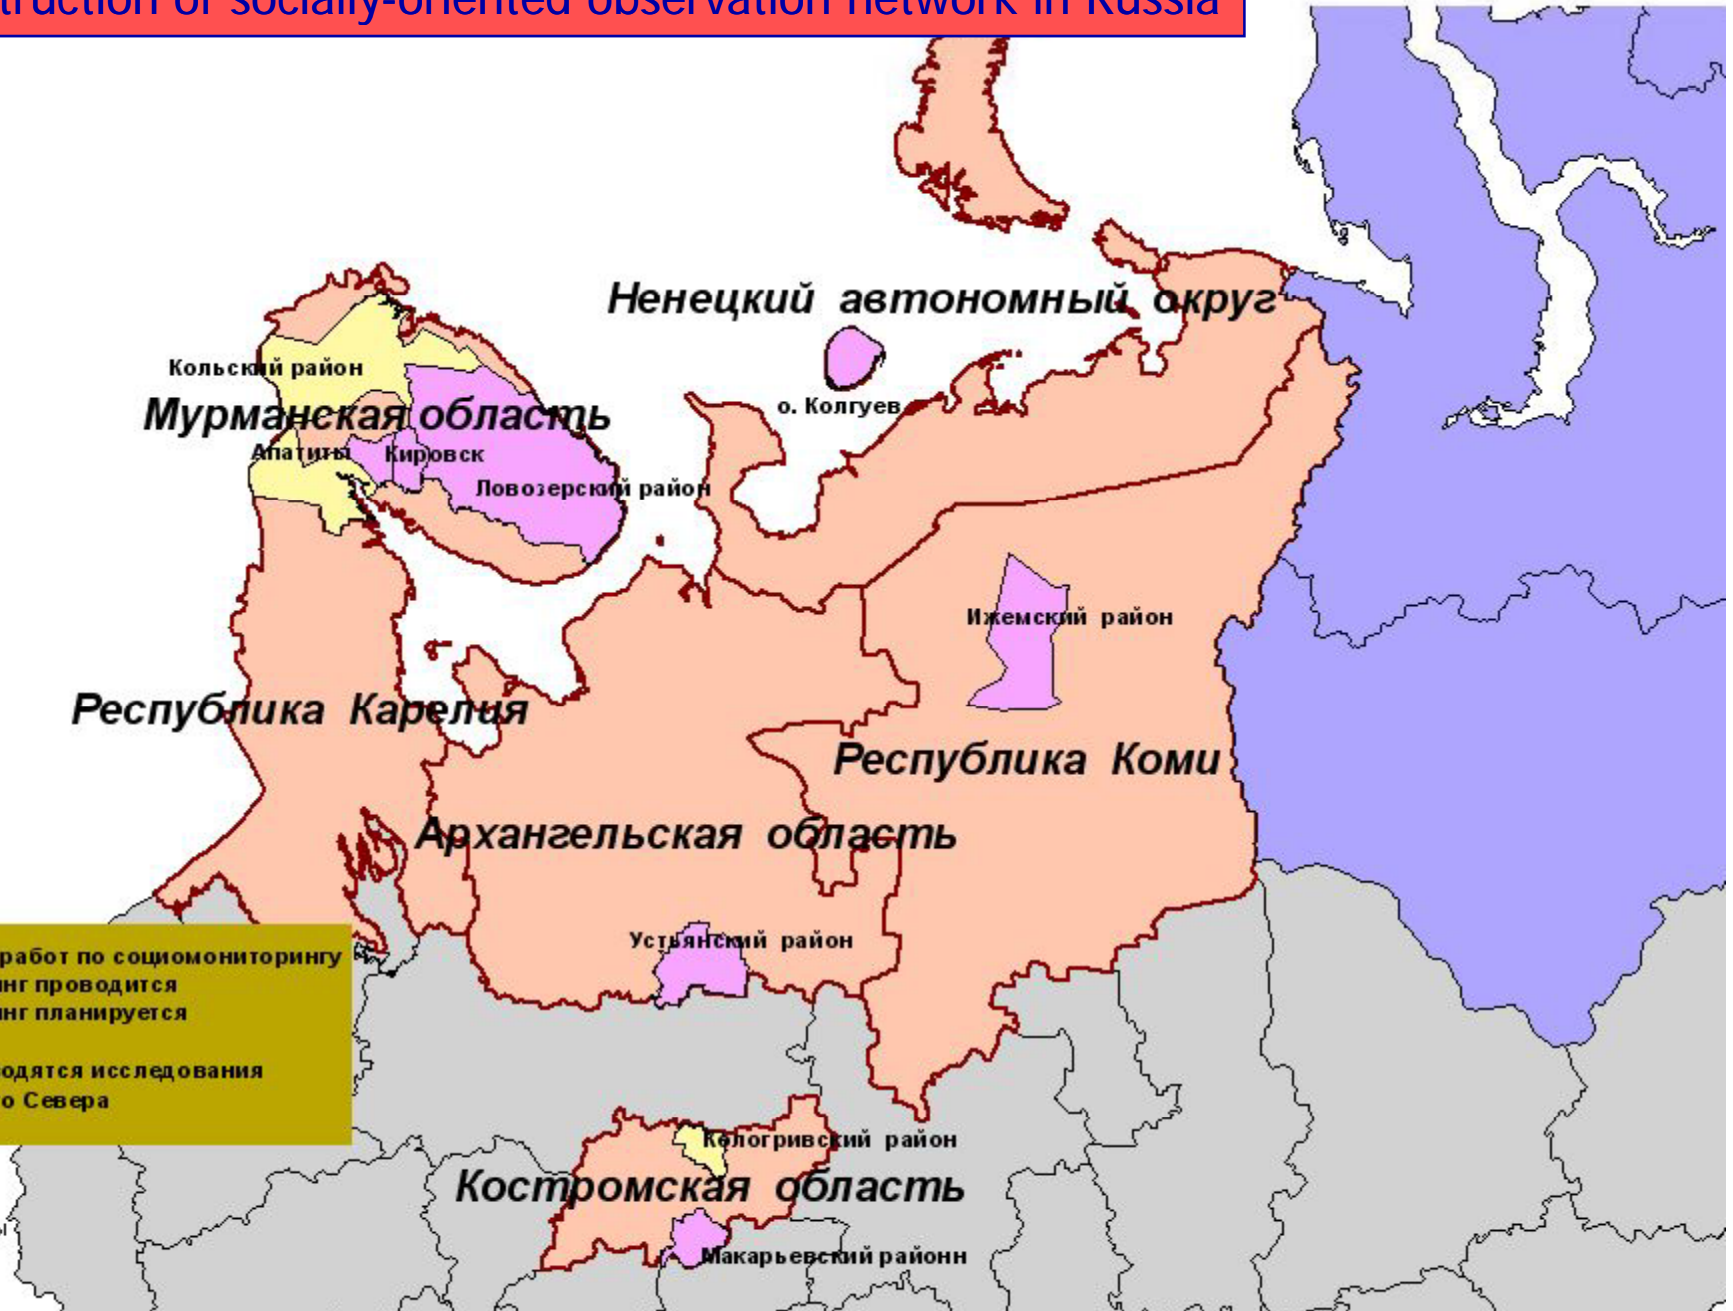 struction of socially-oriented observation network in Russia
Ненецкий автономный округ
Кольский район
о. Колгуев
Мурманская область
Апатиты
Кировск
Ловозерский район
Ижемский район
Республика Карелия
Республика Коми
Архангельская область
Устьянский район
работ по социомониторингу
нг проводится
нг планируется
одятся исследования
о Севера
Кологривский район
Костромская область
Макарьевский районн